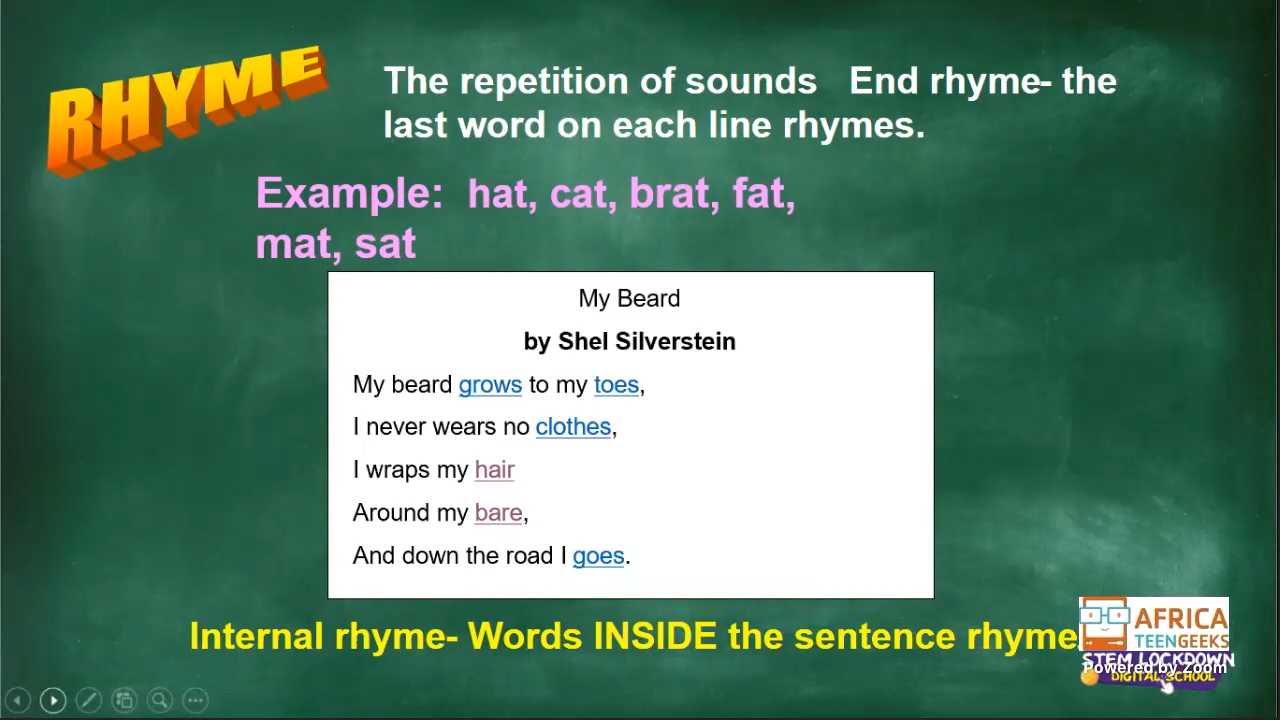 RHYME
The repetition of sounds   End rhyme- the
last word on each line rhymes.
Example:  hat, cat, brat, fat,
mat, sat
My Beard
by Shel Silverstein
My beard grows to my toes,
I never wears no clothes,
I wraps my hair
Around my bare,
And down the road I goes.
Internal rhyme- Words INSIDE the sentence rhyme
AFRICA
TEENGEEKS
STEM LOCKDOWN
Powered by Zoom
DIGITAL SCHOOL